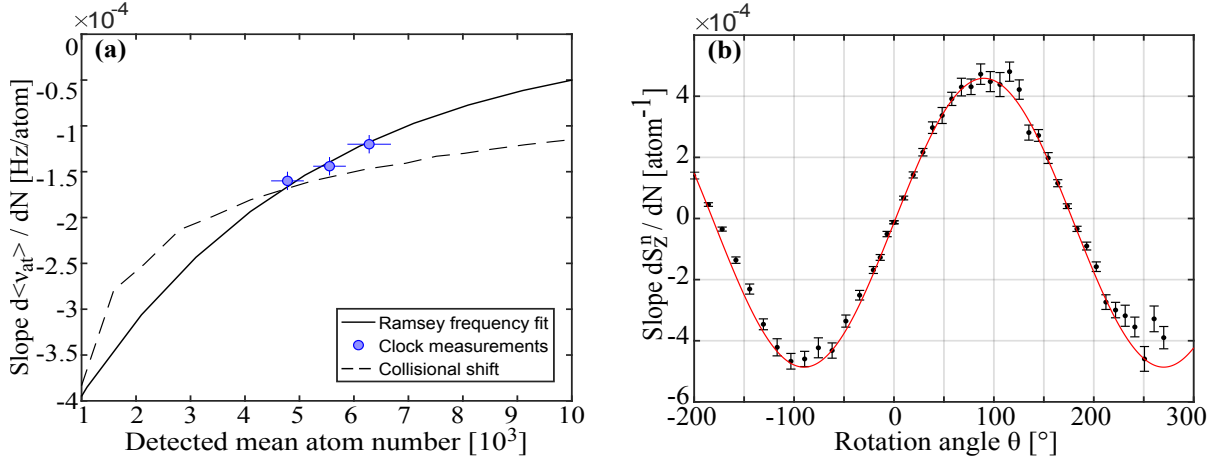 ×10⁻⁴
(a)
0
-0.5
-1
-1.5
-2
-2.5
-3
-3.5
-4
Slope d<ν_at> / dN [Hz/atom]
Ramsey frequency fit
Clock measurements
Collisional shift
1 2 3 4 5 6 7 8 9 10
Detected mean atom number [10³]
×10⁻⁴
(b)
4
2
0
-2
-4
-6
Slope dS_z^n / dN [atom⁻¹]
-200 -100 0 100 200 300
Rotation angle θ [°]